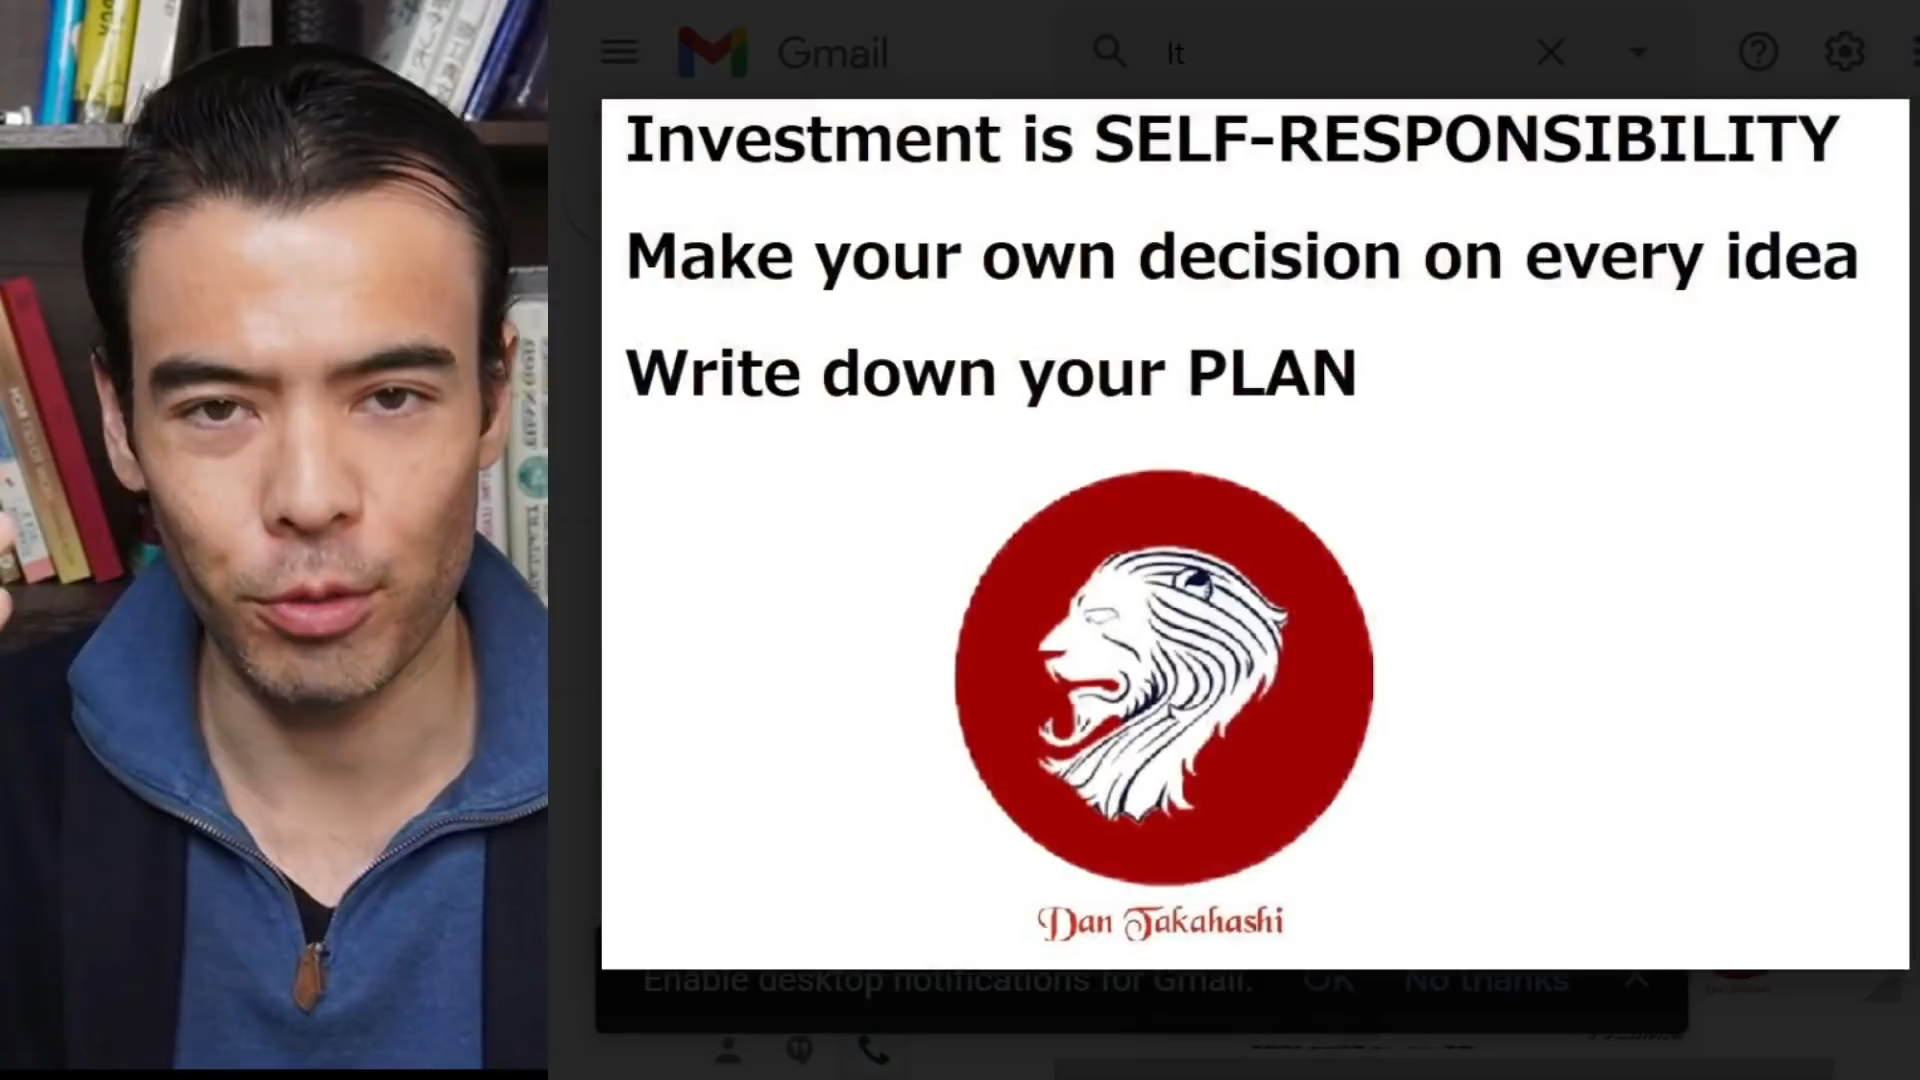 Gmail
It
Investment is SELF-RESPONSIBILITY
Make your own decision on every idea
Write down your PLAN
Dan Takahashi
Enable desktop notifications for Gmail. OK No thanks